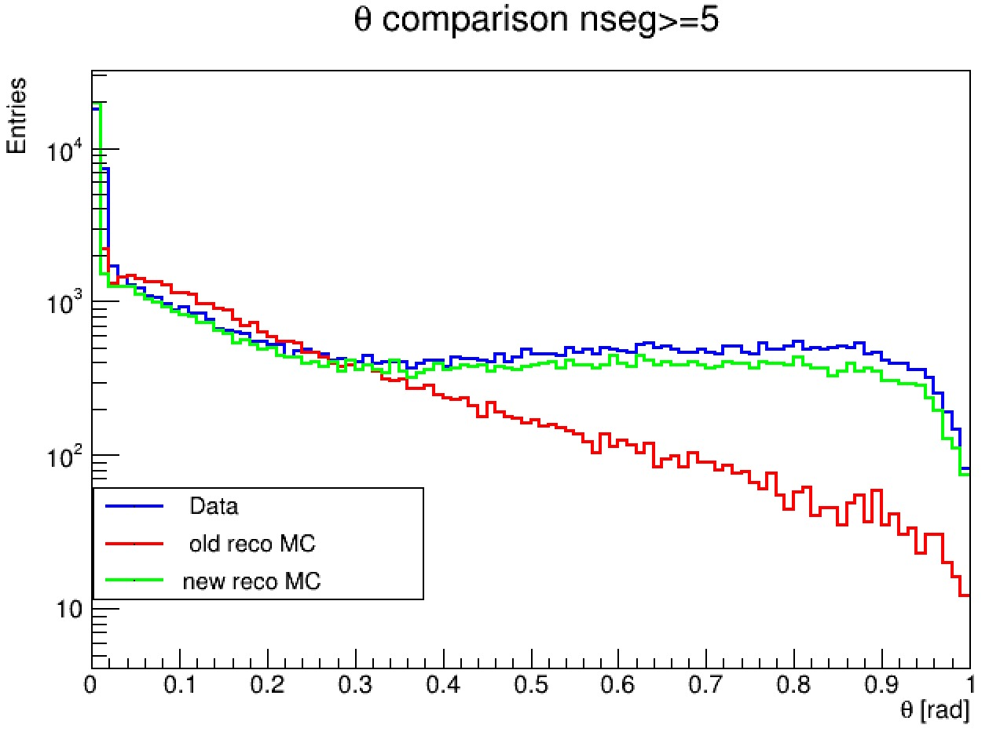 θ comparison nseg>=5
Entries
10⁴
10³
10²
10
Data
old reco MC
new reco MC
0 0.1 0.2 0.3 0.4 0.5 0.6 0.7 0.8 0.9 1
θ [rad]